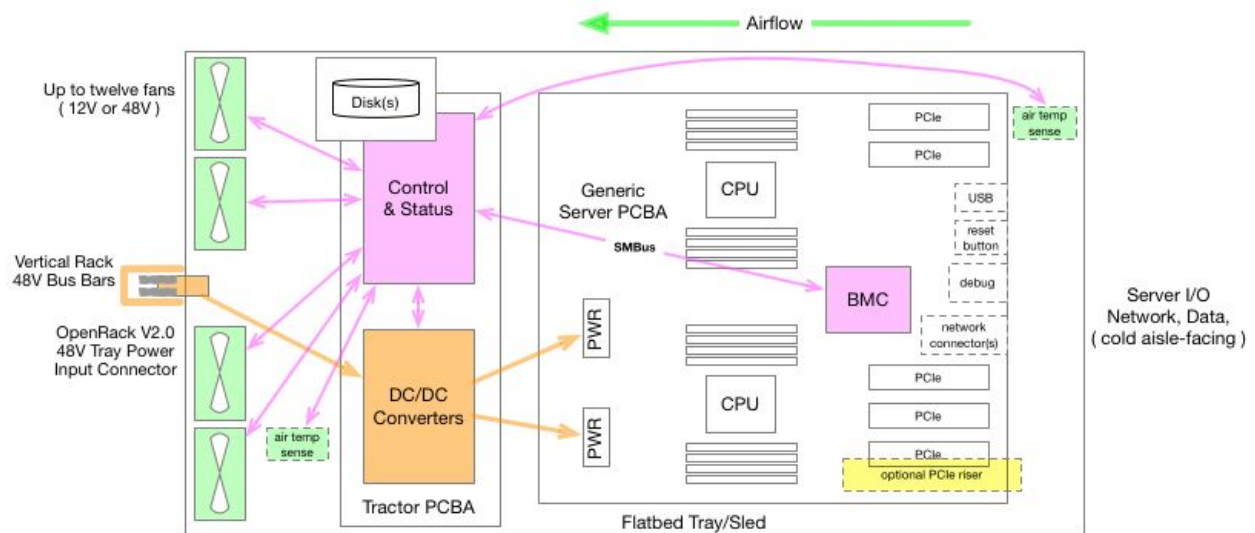 Airflow
Up to twelve fans
( 12V or 48V )
Disk(s)
PCIe
air temp
sense
PCIe
CPU
Control
& Status
Generic
Server PCBA
USB
reset
button
SMBus
Vertical Rack
48V Bus Bars
debug
BMC
Server I/O
Network, Data,
( cold aisle-facing )
network
connector(s)
OpenRack V2.0
48V Tray Power
Input Connector
PWR
PCIe
DC/DC
Converters
CPU
PCIe
PWR
air temp
sense
PCIe
optional PCIe riser
Tractor PCBA
Flatbed Tray/Sled